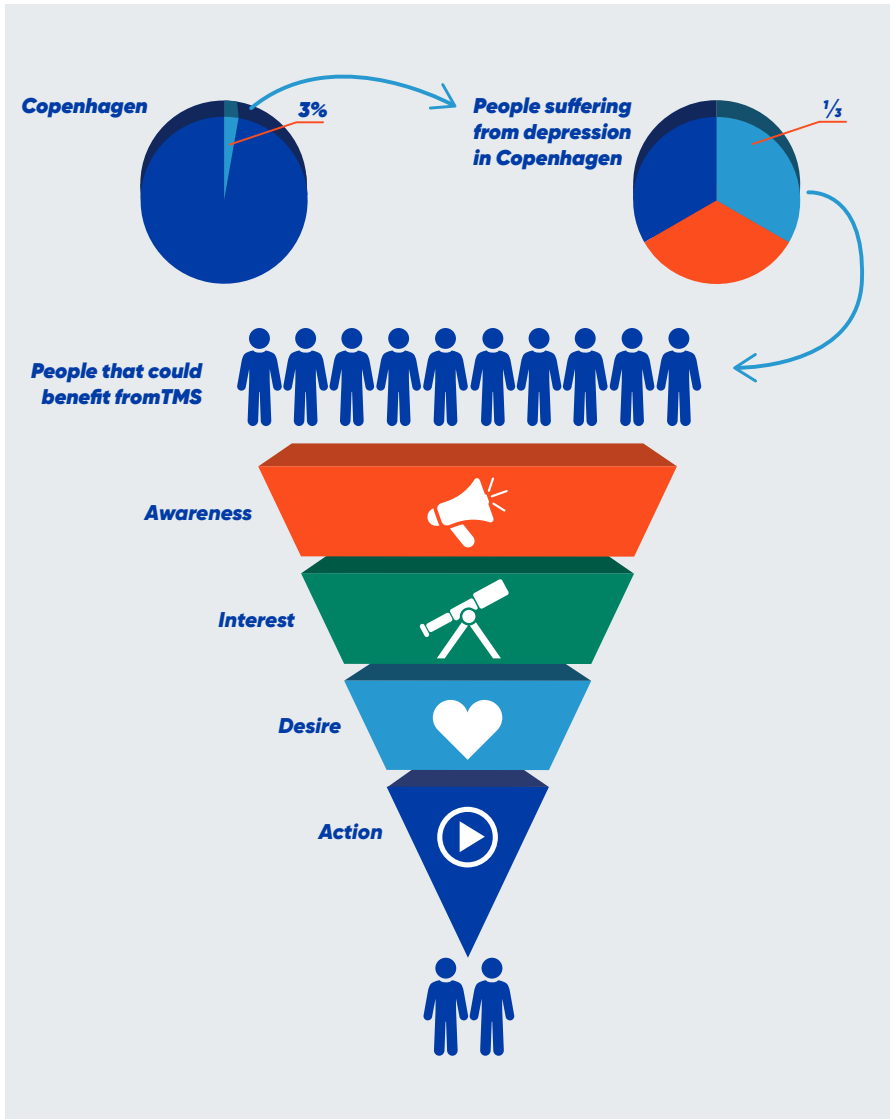 Copenhagen
3%
People suffering
from depression
in Copenhagen
⅓
People that could
benefit fromTMS
Awareness
Interest
Desire
Action